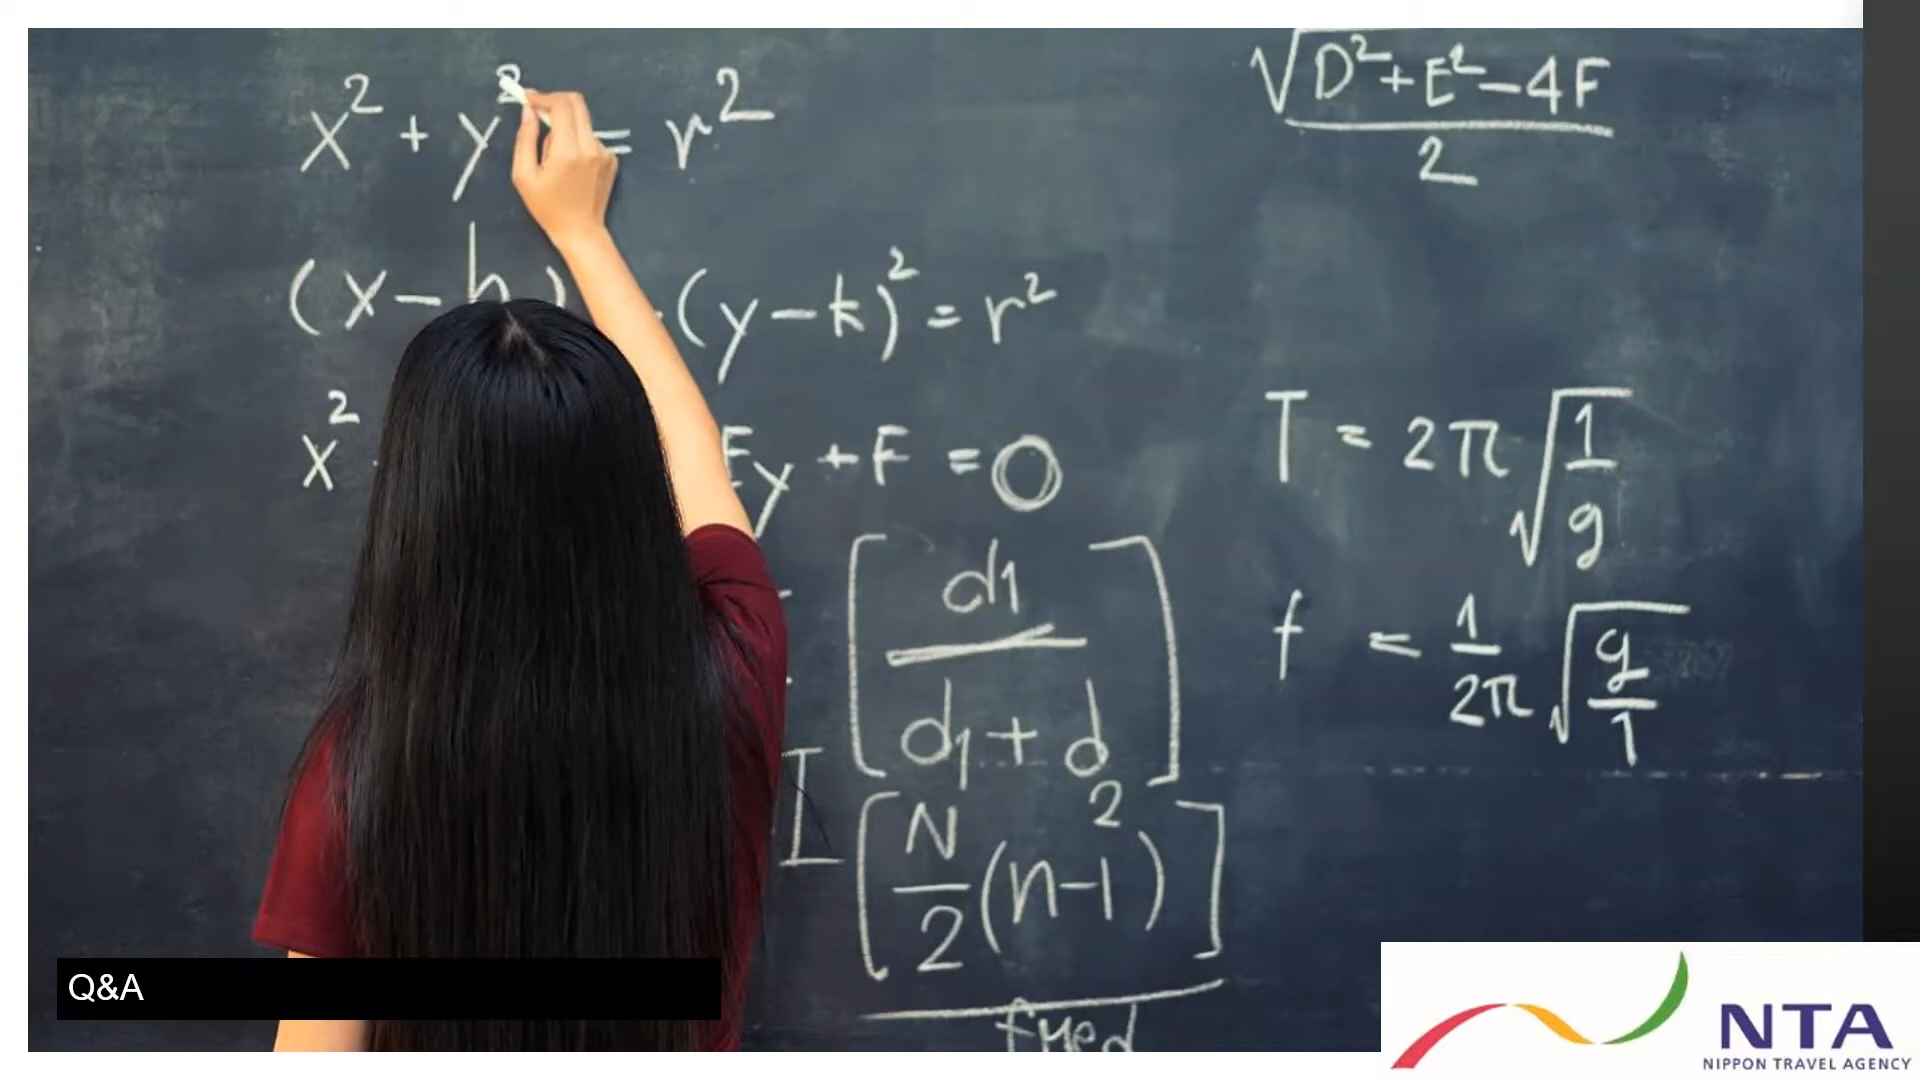 x² + y² = r²
√D²+E²-4F
2
(x-h) (y-k)² = r²
x² Ey + F = 0
T = 2π √1/g
d1
d1 + d2
f = 1/2π √g/1
I [N/2 (n-1)]
Q&A
NTA
NIPPON TRAVEL AGENCY